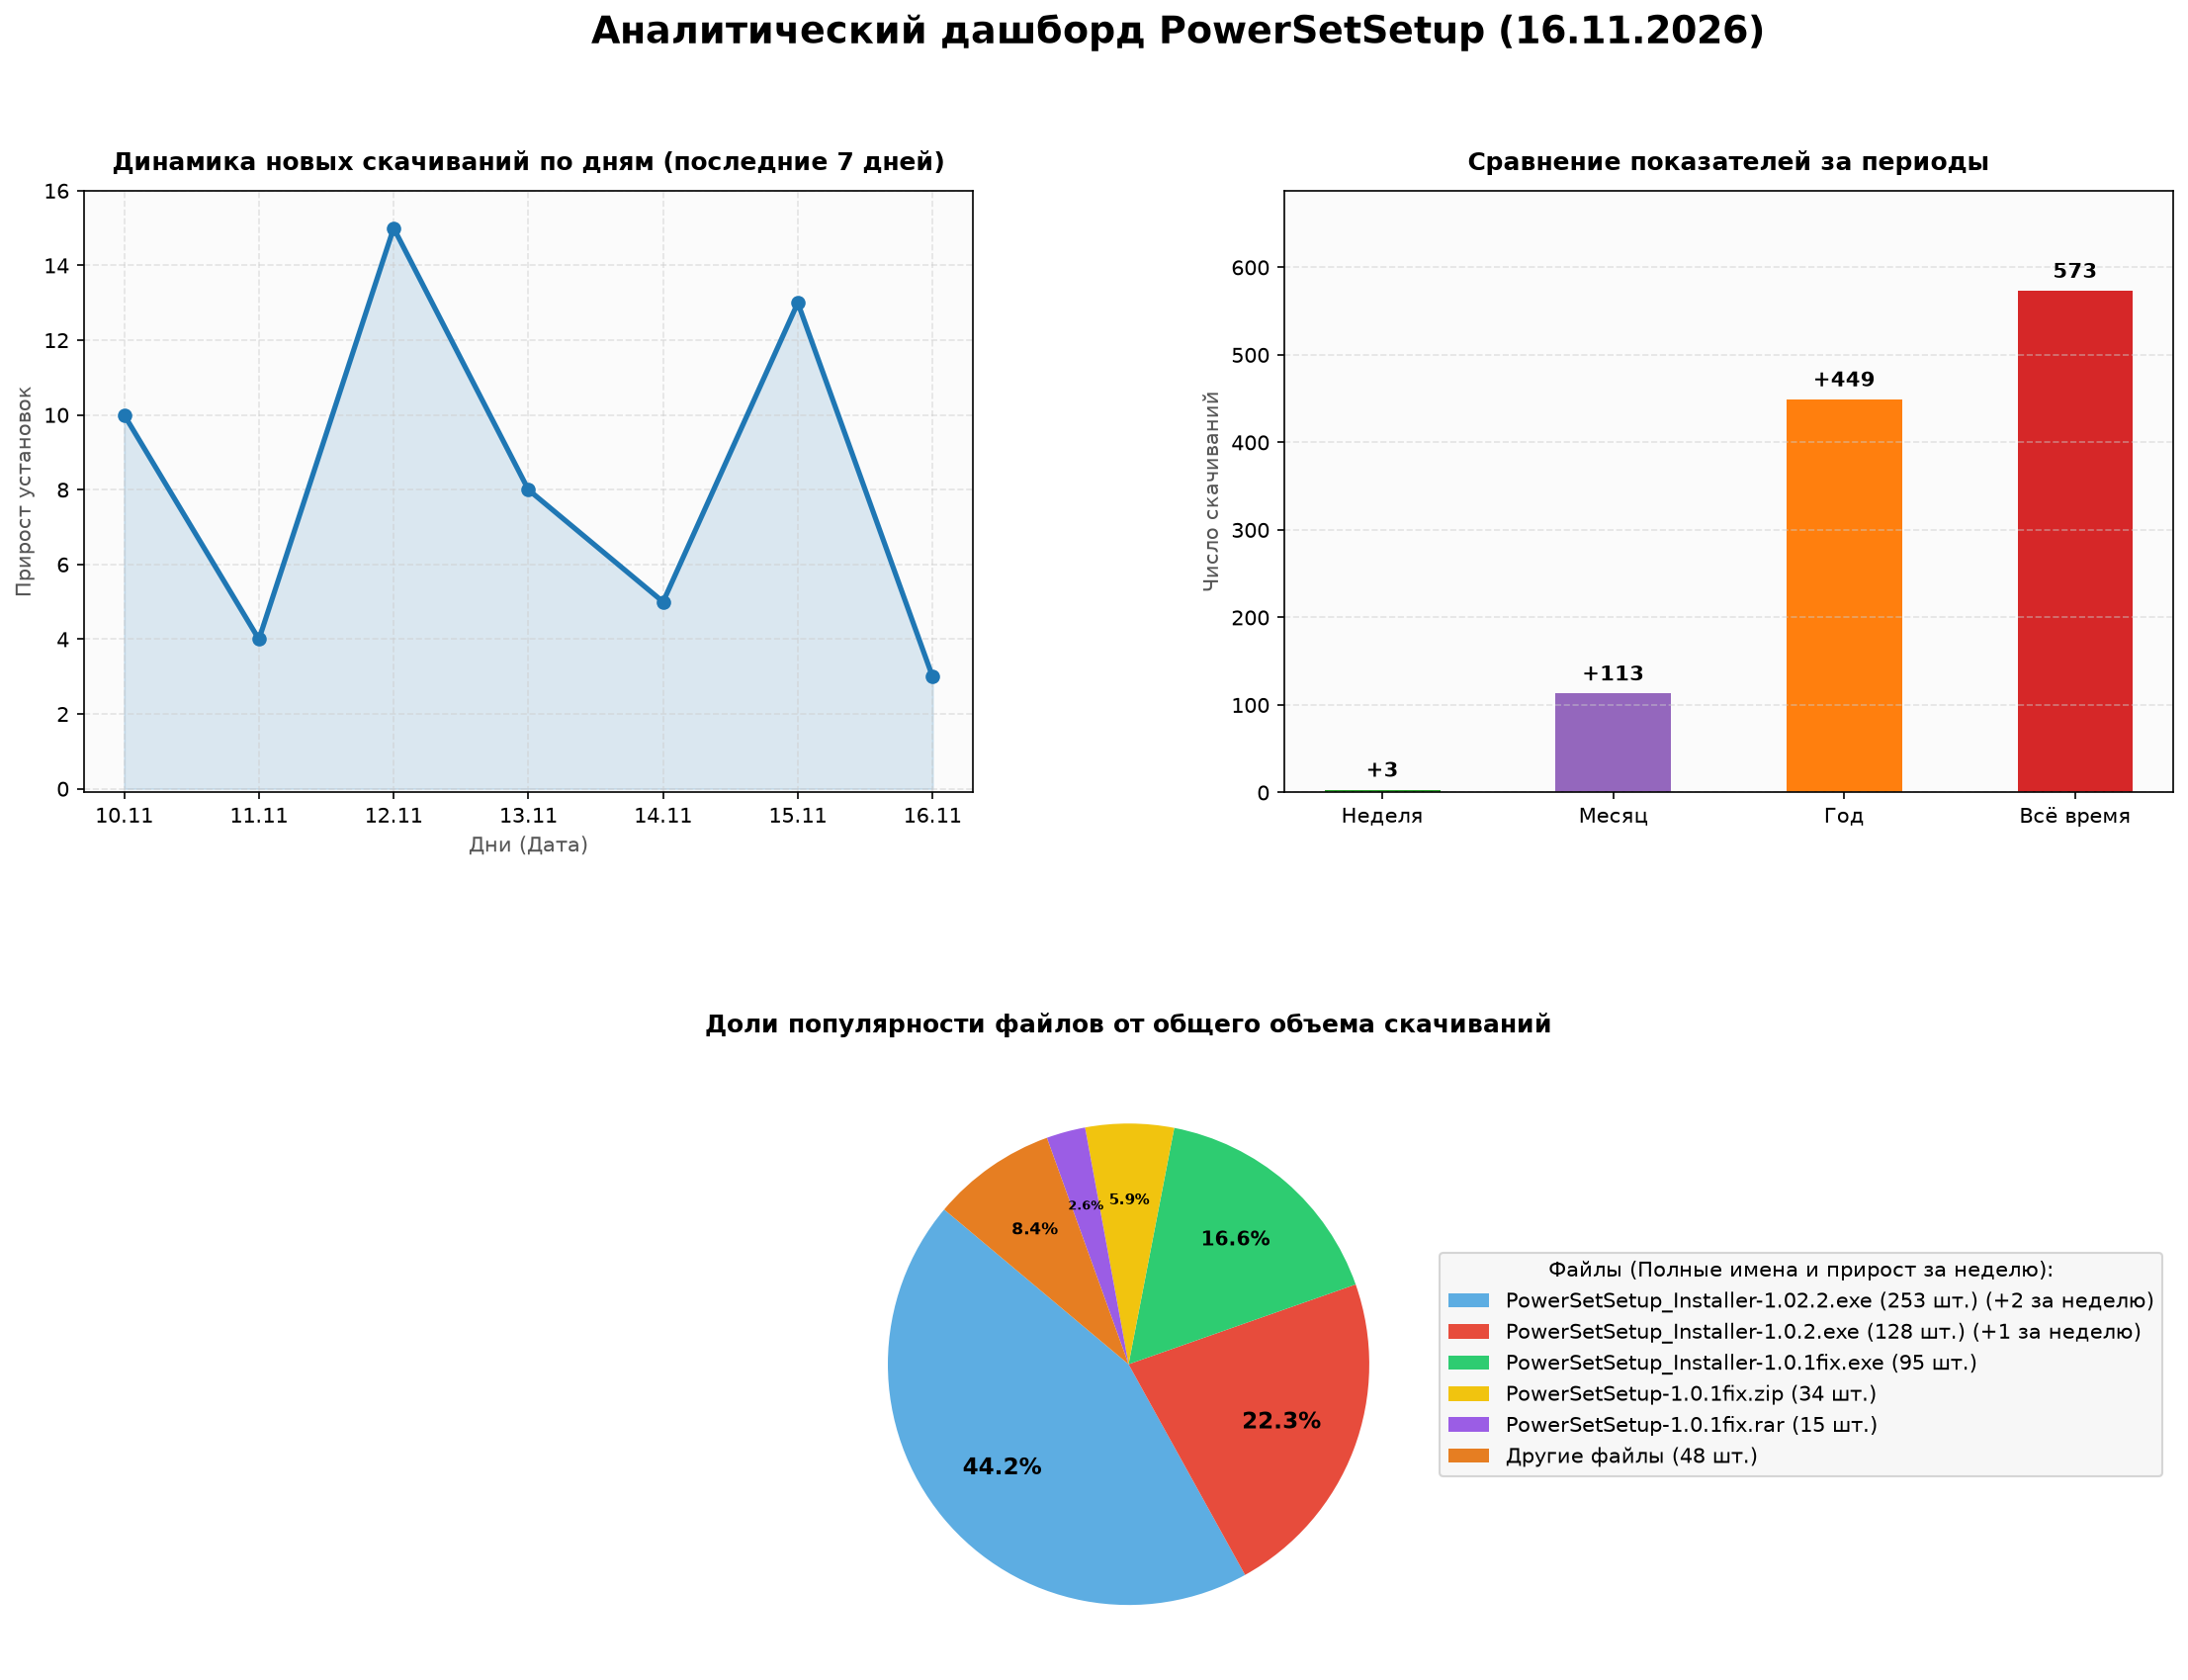 Аналитический дашборд PowerSetSetup (16.11.2026)
Динамика новых скачиваний по дням (последние 7 дней)
Прирост установок
16
14
12
10
8
6
4
2
0
10.11 11.11 12.11 13.11 14.11 15.11 16.11
Дни (Дата)
Сравнение показателей за периоды
Число скачиваний
600
500
400
300
200
100
0
+3
+113
+449
573
Неделя Месяц Год Всё время
Доли популярности файлов от общего объема скачиваний
44.2%
22.3%
16.6%
5.9%
2.6%
8.4%
Файлы (Полные имена и прирост за неделю):
PowerSetSetup_Installer-1.02.2.exe (253 шт.) (+2 за неделю)
PowerSetSetup_Installer-1.0.2.exe (128 шт.) (+1 за неделю)
PowerSetSetup_Installer-1.0.1fix.exe (95 шт.)
PowerSetSetup-1.0.1fix.zip (34 шт.)
PowerSetSetup-1.0.1fix.rar (15 шт.)
Другие файлы (48 шт.)